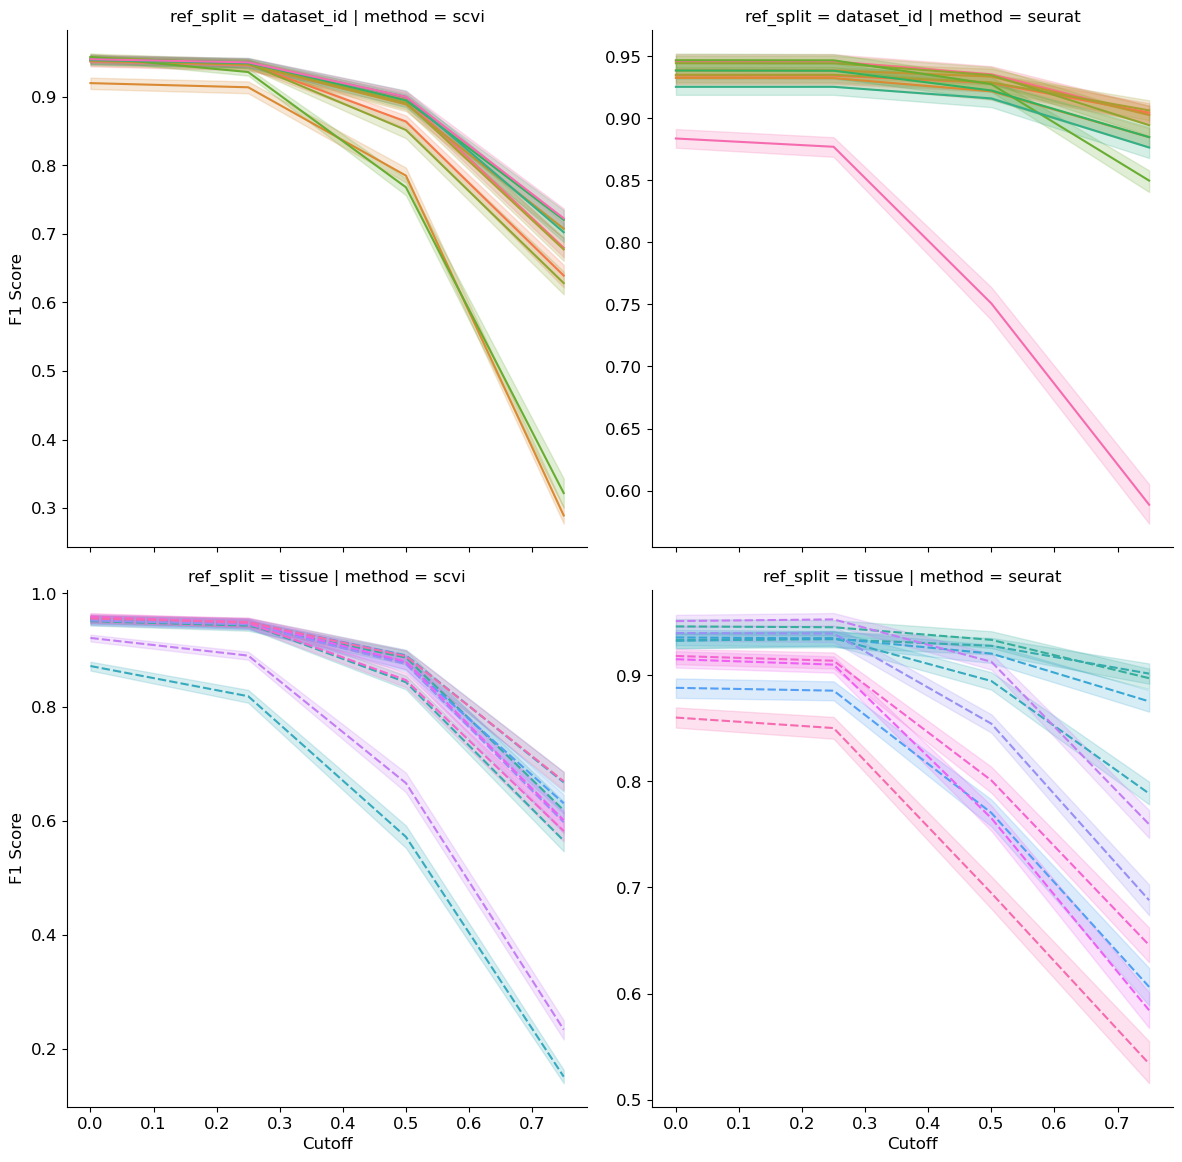 ref_split = dataset_id | method = scvi
ref_split = dataset_id | method = seurat
F1 Score
0.9
0.8
0.7
0.6
0.5
0.4
0.3
0.95
0.90
0.85
0.80
0.75
0.70
0.65
0.60
ref_split = tissue | method = scvi
ref_split = tissue | method = seurat
F1 Score
1.0
0.8
0.6
0.4
0.2
0.9
0.8
0.7
0.6
0.5
0.0 0.1 0.2 0.3 0.4 0.5 0.6 0.7
0.0 0.1 0.2 0.3 0.4 0.5 0.6 0.7
Cutoff
Cutoff